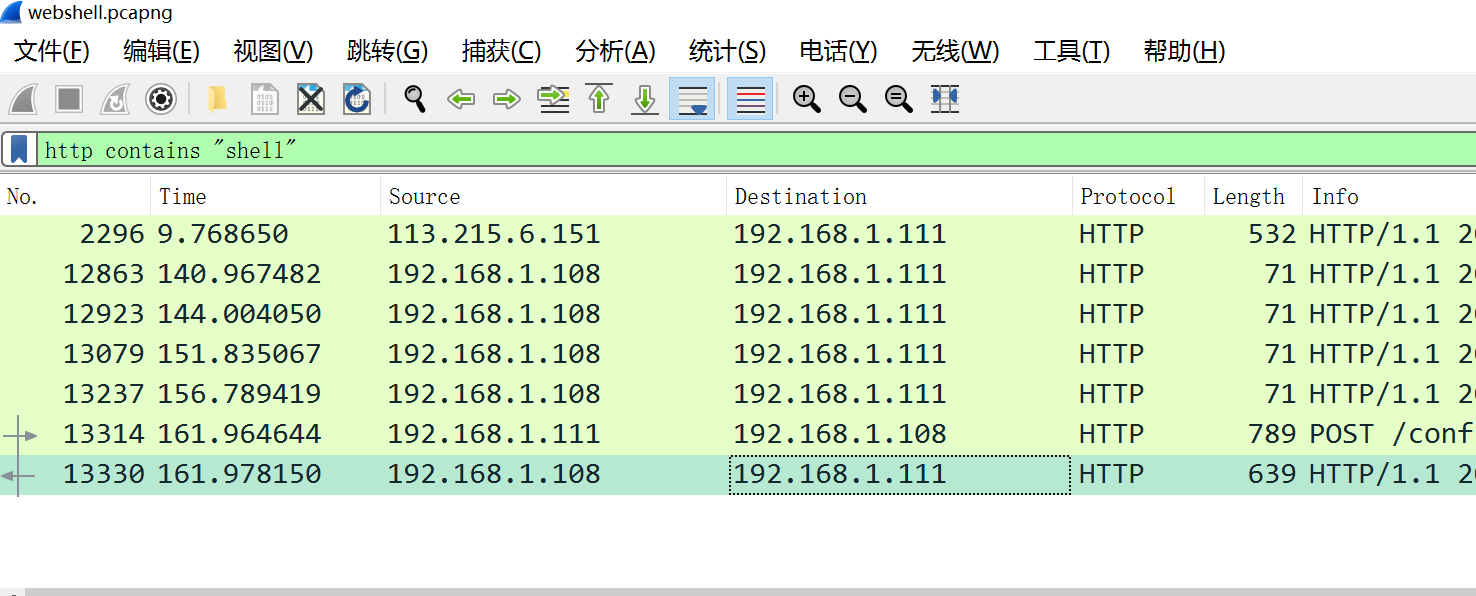 webshell.pcapng
文件(F) 编辑(E) 视图(V) 跳转(G) 捕获(C) 分析(A) 统计(S) 电话(Y) 无线(W) 工具(T) 帮助(H)
http contains "shell"
No. Time Source Destination Protocol Length Info
2296 9.768650 113.215.6.151 192.168.1.111 HTTP 532 HTTP/1.1 2
12863 140.967482 192.168.1.108 192.168.1.111 HTTP 71 HTTP/1.1 2
12923 144.004050 192.168.1.108 192.168.1.111 HTTP 71 HTTP/1.1 2
13079 151.835067 192.168.1.108 192.168.1.111 HTTP 71 HTTP/1.1 2
13237 156.789419 192.168.1.108 192.168.1.111 HTTP 71 HTTP/1.1 2
13314 161.964644 192.168.1.111 192.168.1.108 HTTP 789 POST /conf
13330 161.978150 192.168.1.108 192.168.1.111 HTTP 639 HTTP/1.1 2